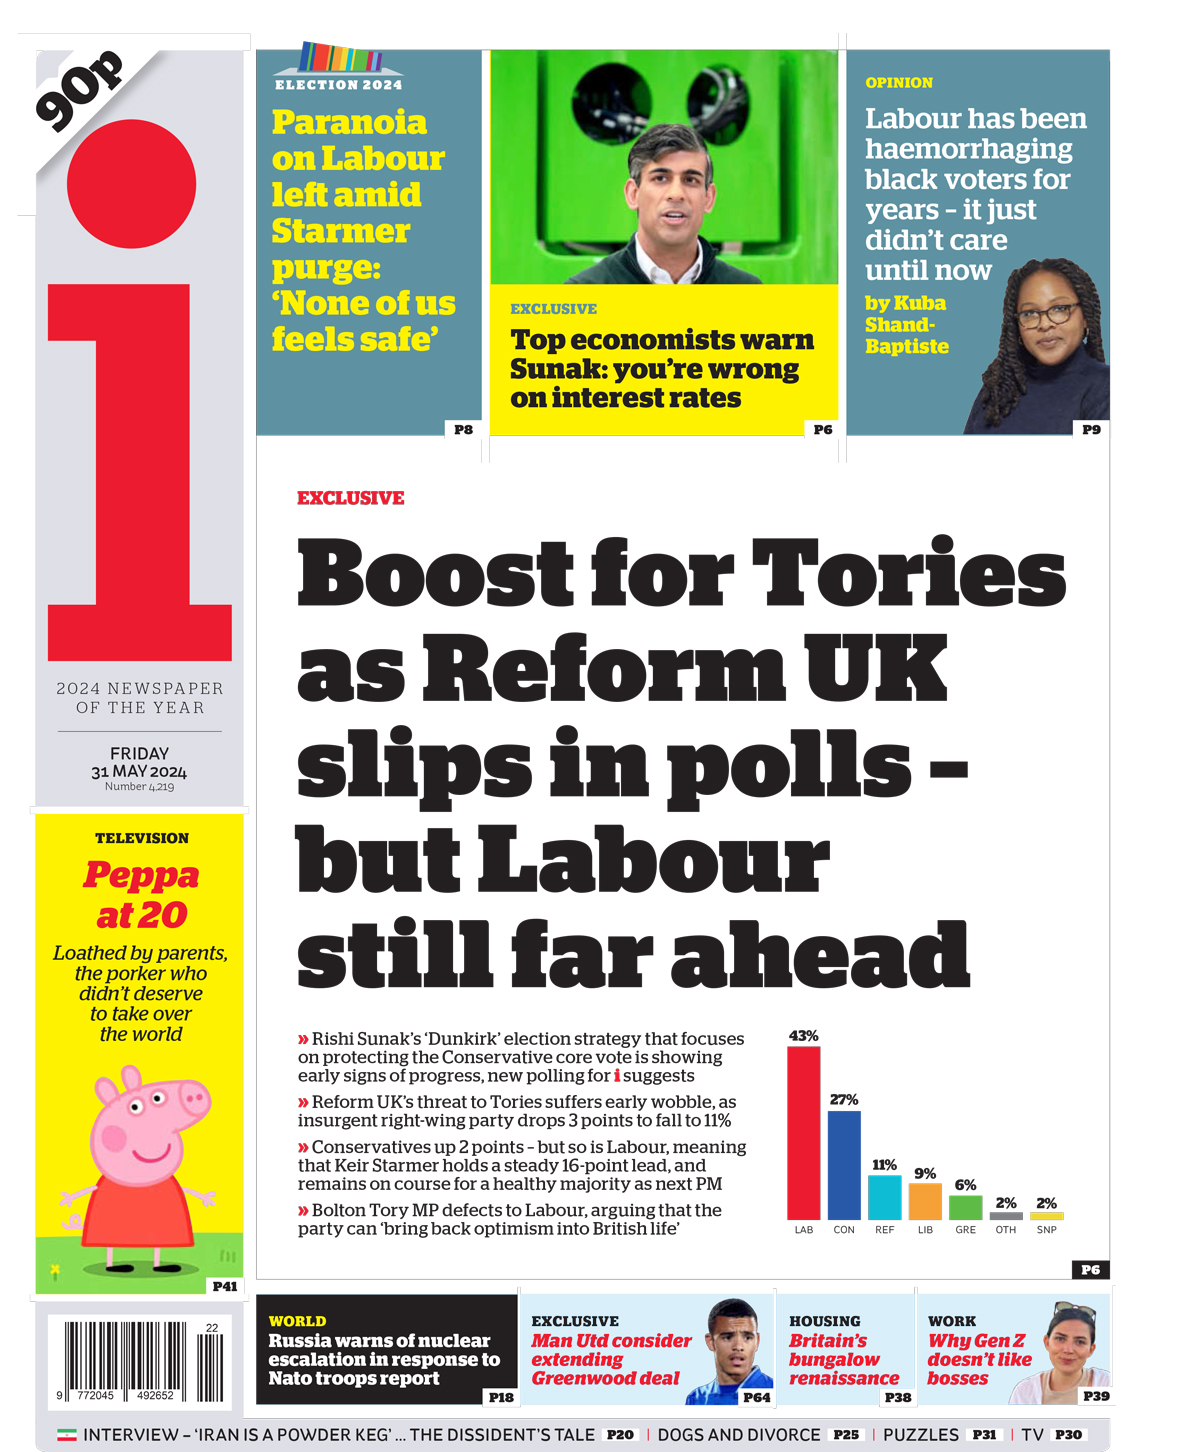 90p
i
2024 NEWSPAPER
OF THE YEAR
FRIDAY
31 MAY 2024
Number 4,219
ELECTION 2024
Paranoia
on Labour
left amid
Starmer
purge:
‘None of us
feels safe’
P8
EXCLUSIVE
Top economists warn
Sunak: you’re wrong
on interest rates
P6
OPINION
Labour has been
haemorrhaging
black voters for
years – it just
didn’t care
until now
by Kuba
Shand-
Baptiste
P9
EXCLUSIVE
Boost for Tories
as Reform UK
slips in polls –
but Labour
still far ahead
» Rishi Sunak’s ‘Dunkirk’ election strategy that focuses
on protecting the Conservative core vote is showing
early signs of progress, new polling for i suggests
» Reform UK’s threat to Tories suffers early wobble, as
insurgent right-wing party drops 3 points to fall to 11%
» Conservatives up 2 points – but so is Labour, meaning
that Keir Starmer holds a steady 16-point lead, and
remains on course for a healthy majority as next PM
» Bolton Tory MP defects to Labour, arguing that the
party can ‘bring back optimism into British life’
43%
27%
11%
9%
6%
2%
2%
LAB CON REF LIB GRE OTH SNP
P6
TELEVISION
Peppa
at 20
Loathed by parents,
the porker who
didn’t deserve
to take over
the world
P41
22
9 772045 492652
WORLD
Russia warns of nuclear
escalation in response to
Nato troops report
P18
EXCLUSIVE
Man Utd consider
extending
Greenwood deal
P64
HOUSING
Britain’s
bungalow
renaissance
P38
WORK
Why Gen Z
doesn’t like
bosses
P39
INTERVIEW – ‘IRAN IS A POWDER KEG’ ... THE DISSIDENT’S TALE P20 | DOGS AND DIVORCE P25 | PUZZLES P31 | TV P30